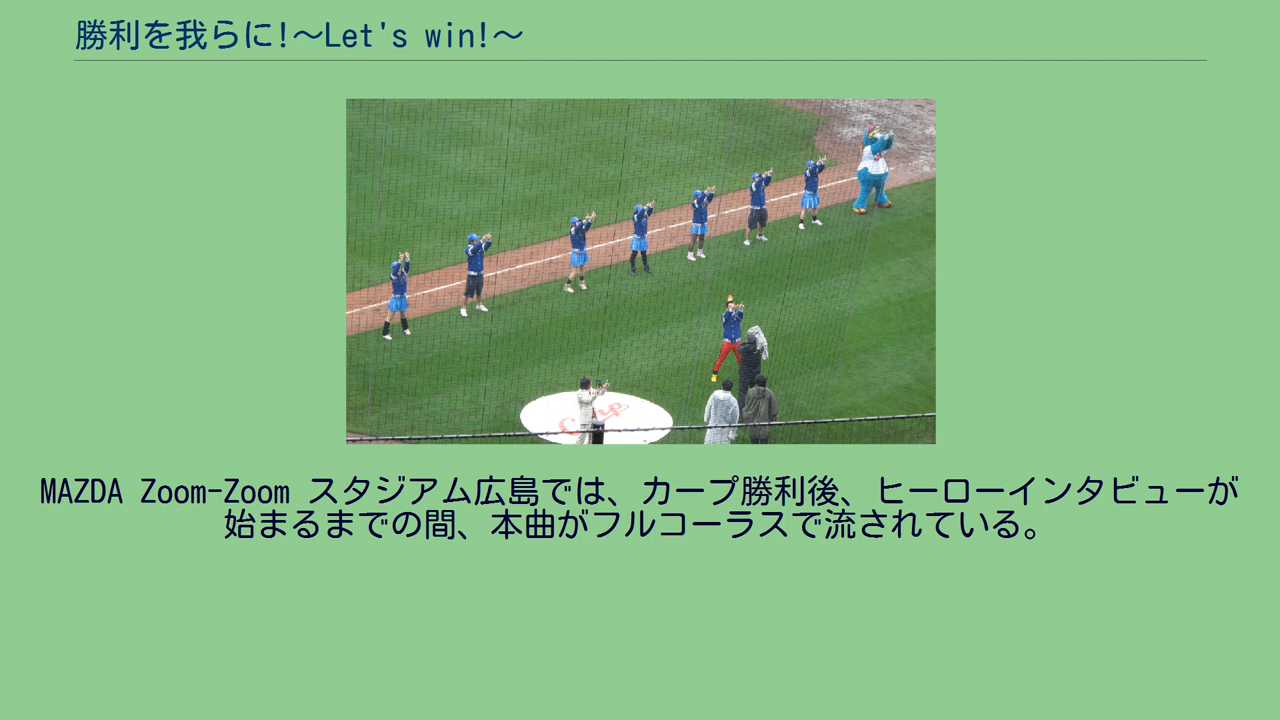 勝利を我らに!～Let's win!～
Carp
MAZDA Zoom-Zoom スタジアム広島では、カープ勝利後、ヒーローインタビューが
始まるまでの間、本曲がフルコーラスで流されている。